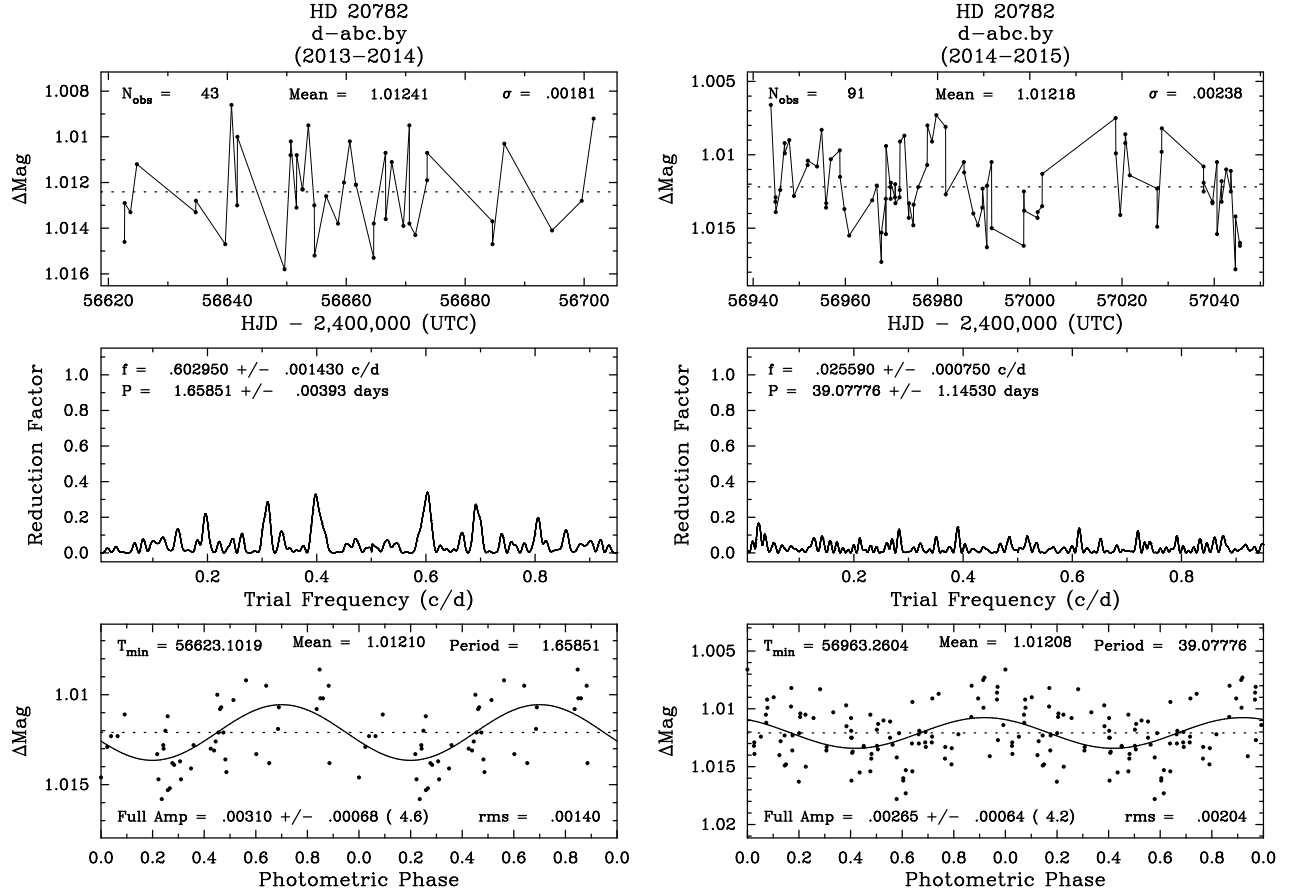 HD 20782
d-abc.by
(2013-2014)
N_obs = 43 Mean = 1.01241 σ = .00181
1.008
1.01
1.012
1.014
1.016
ΔMag
56620 56640 56660 56680 56700
HJD - 2,400,000 (UTC)
f = .602950 +/- .001430 c/d
P = 1.65851 +/- .00393 days
1.0
0.8
0.6
0.4
0.2
0.0
Reduction Factor
0.2 0.4 0.6 0.8
Trial Frequency (c/d)
T_min = 56623.1019 Mean = 1.01210 Period = 1.65851
1.01
1.015
ΔMag
Full Amp = .00310 +/- .00068 ( 4.6) rms = .00140
0.0 0.2 0.4 0.6 0.8 0.0 0.2 0.4 0.6 0.8 0.0
Photometric Phase
HD 20782
d-abc.by
(2014-2015)
N_obs = 91 Mean = 1.01218 σ = .00238
1.005
1.01
1.015
ΔMag
56940 56960 56980 57000 57020 57040
HJD - 2,400,000 (UTC)
f = .025590 +/- .000750 c/d
P = 39.07776 +/- 1.14530 days
1.0
0.8
0.6
0.4
0.2
0.0
Reduction Factor
0.2 0.4 0.6 0.8
Trial Frequency (c/d)
T_min = 56963.2604 Mean = 1.01208 Period = 39.07776
1.005
1.01
1.015
1.02
ΔMag
Full Amp = .00265 +/- .00064 ( 4.2) rms = .00204
0.0 0.2 0.4 0.6 0.8 0.0 0.2 0.4 0.6 0.8 0.0
Photometric Phase